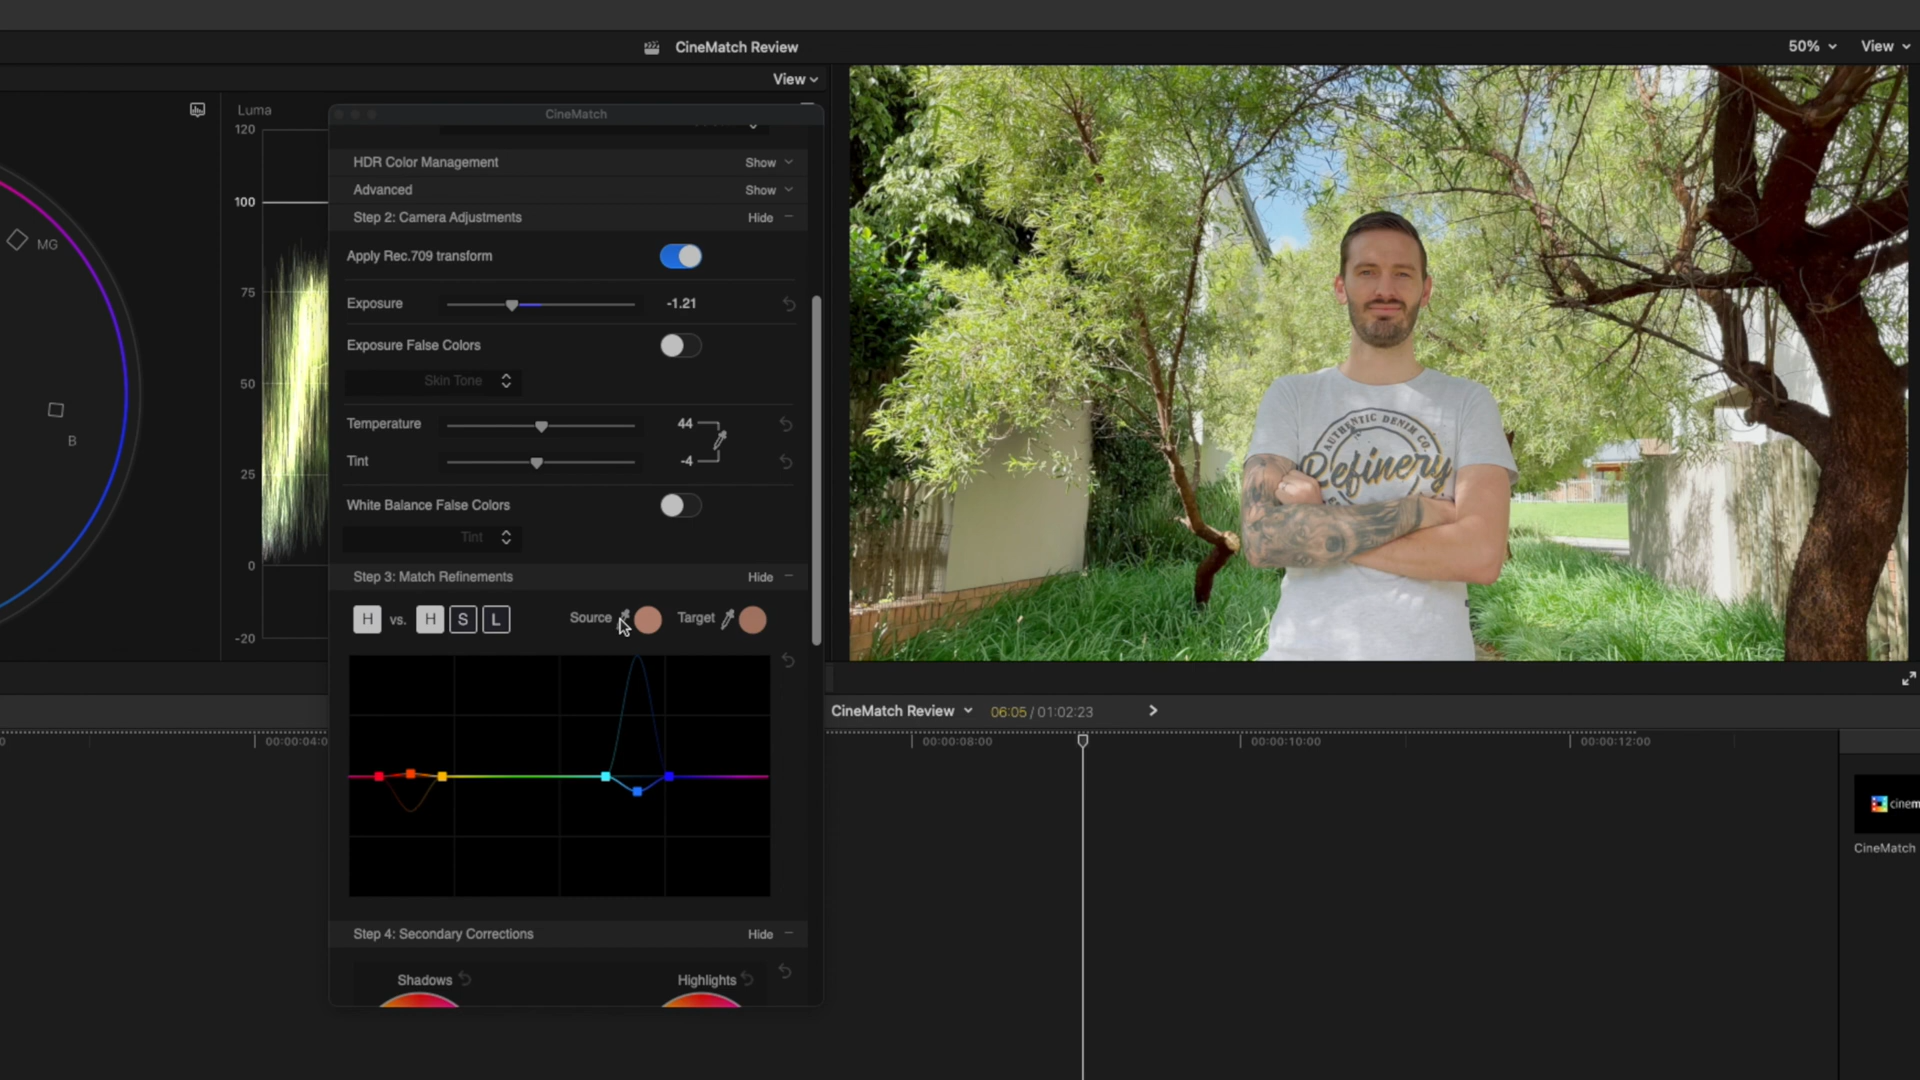 CineMatch Review
50%
View
View
Luma
120
100
75
50
25
0
-20
MG
B
CineMatch
HDR Color Management Show
Advanced Show
Step 2: Camera Adjustments Hide
Apply Rec.709 transform
Exposure -1.21
Exposure False Colors
Skin Tone
Temperature 44
Tint -4
White Balance False Colors
Tint
Step 3: Match Refinements Hide
H vs. H S L Source Target
Step 4: Secondary Corrections Hide
Shadows Highlights
AUTHENTIC DENIM CO
Refinery
CineMatch Review 06:05 / 01:02:23
00:00:04:0 00:00:08:00 00:00:10:00 00:00:12:00
cinem
CineMatch